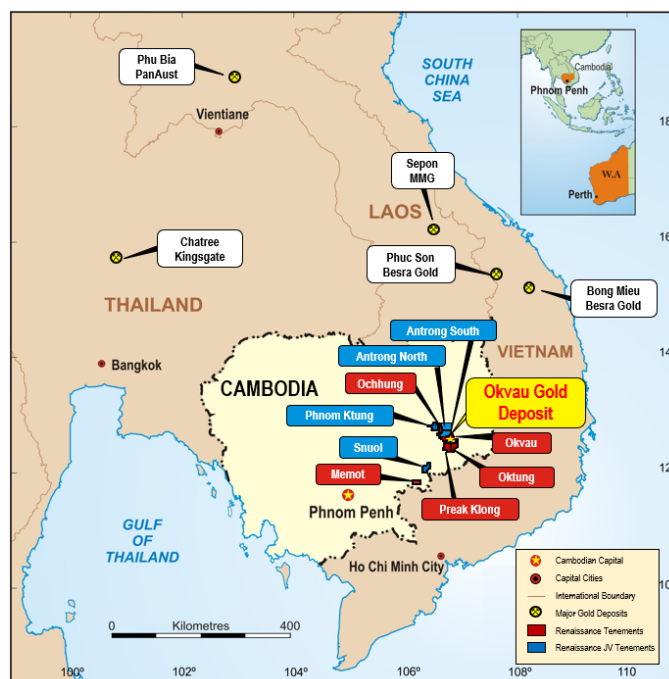 Phu Bia
PanAust
Vientiane
SOUTH
CHINA
SEA
Cambodia
Phnom Penh
W.A
Perth
18
Sepon
MMG
LAOS
16
Chatree
Kingsgate
Phuc Son
Besra Gold
Bong Mieu
Besra Gold
THAILAND
Antrong South
VIETNAM
Antrong North
14
Bangkok
Ochhung
CAMBODIA
Okvau Gold
Deposit
Phnom Ktung
Okvau
Snuol
Memot
Oktung
12
Phnom Penh
Preak Klong
GULF
OF
THAILAND
Ho Chi Minh City
Kilometres
0
400
Cambodian Capital
Capital Cities
International Boundary
Major Gold Deposits
Renaissance Tenements
Renaissance JV Tenements
100°
102
104
106
108°
110